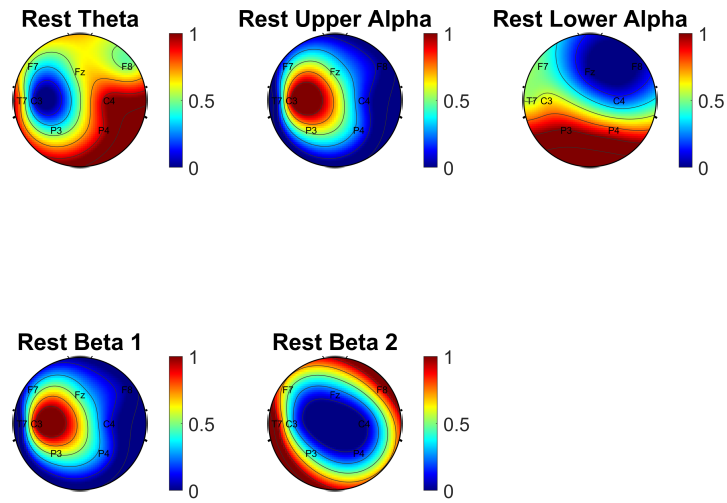 Rest Theta
1
0.5
0
F7
Fz
F8
T7 C3
C4
P3
P4
Rest Upper Alpha
1
0.5
0
F7
Fz
T7 C3
C4
P3
P4
Rest Lower Alpha
1
0.5
0
F7
Fz
T7 C3
C4
P3
P4
Rest Beta 1
1
0.5
0
F7
Fz
T7 C3
P3
P4
Rest Beta 2
1
0.5
0
F7
Fz
F8
T7 C3
C4
P3
P4